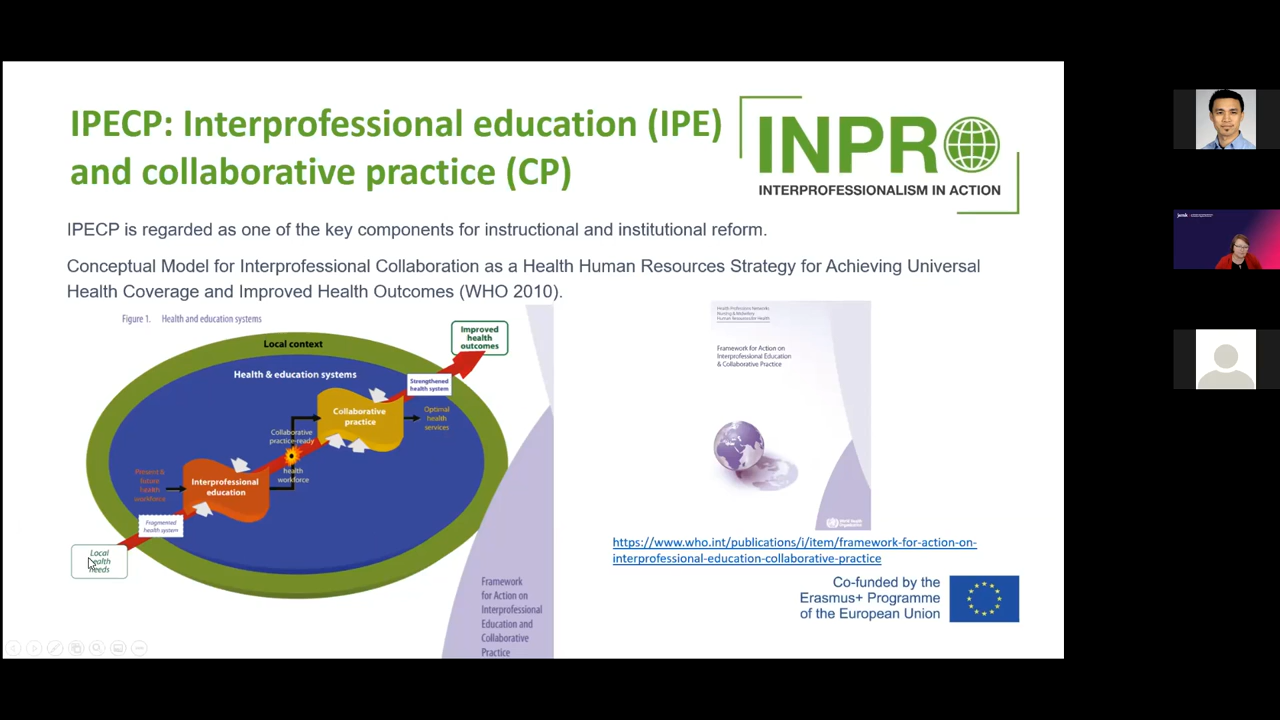 IPECP: Interprofessional education (IPE)
and collaborative practice (CP)
INPRO
INTERPROFESSIONALISM IN ACTION
IPECP is regarded as one of the key components for instructional and institutional reform.
Conceptual Model for Interprofessional Collaboration as a Health Human Resources Strategy for Achieving Universal
Health Coverage and Improved Health Outcomes (WHO 2010).
Figure 1. Health and education systems
Local context
Health & education systems
Improved
health
outcomes
Strengthened
health system
Collaborative
practice
Optimal
health
services
Collaborative
practice-ready
health
workforce
Interprofessional
education
Present &
future
health
workforce
Fragmented
health system
Local
health
needs
Framework
for Action on
Interprofessional
Education and
Collaborative
Practice
Health Professions Networks
Nursing & Midwifery
Human Resources for Health
Framework for Action on
Interprofessional Education
& Collaborative Practice
World Health
Organization
https://www.who.int/publications/i/item/framework-for-action-on-
interprofessional-education-collaborative-practice
Co-funded by the
Erasmus+ Programme
of the European Union
jamk